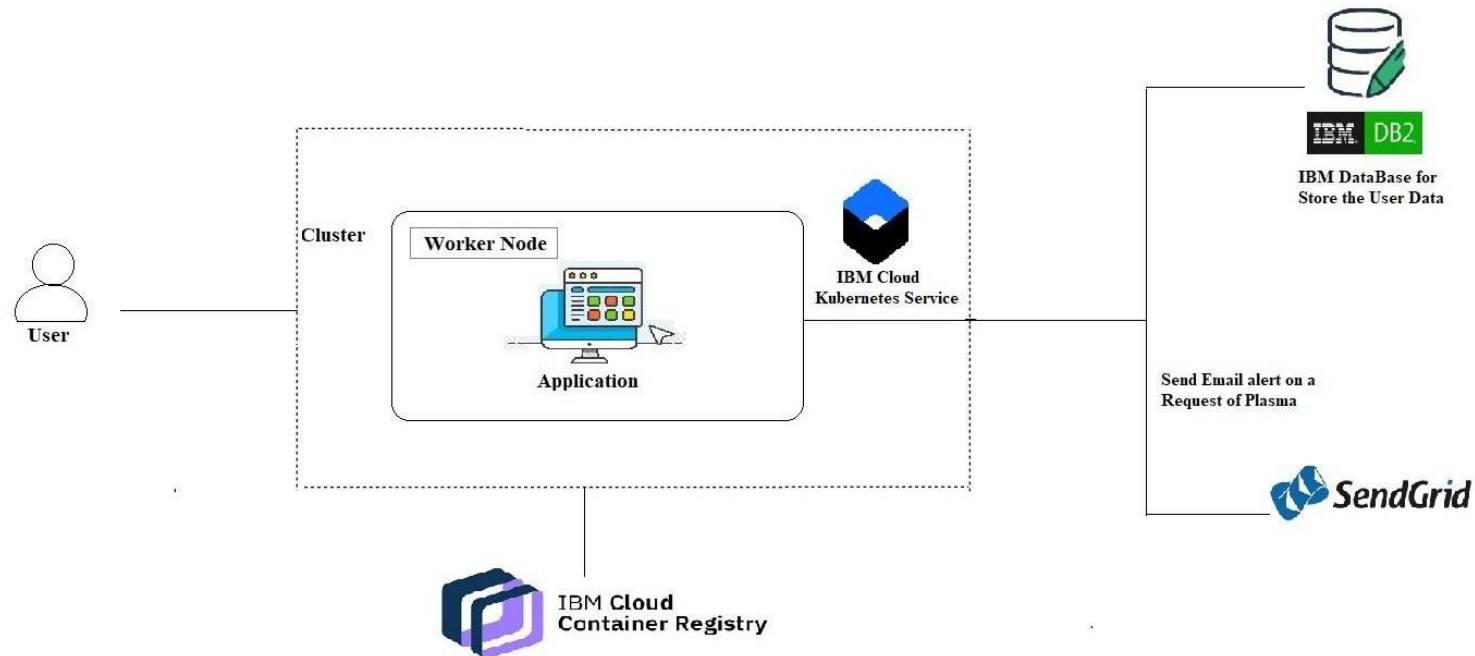 IBM DB2
IBM DataBase for
Store the User Data
Cluster
Worker Node
IBM Cloud
Kubernetes Service
User
Application
Send Email alert on a
Request of Plasma
SendGrid
IBM Cloud
Container Registry